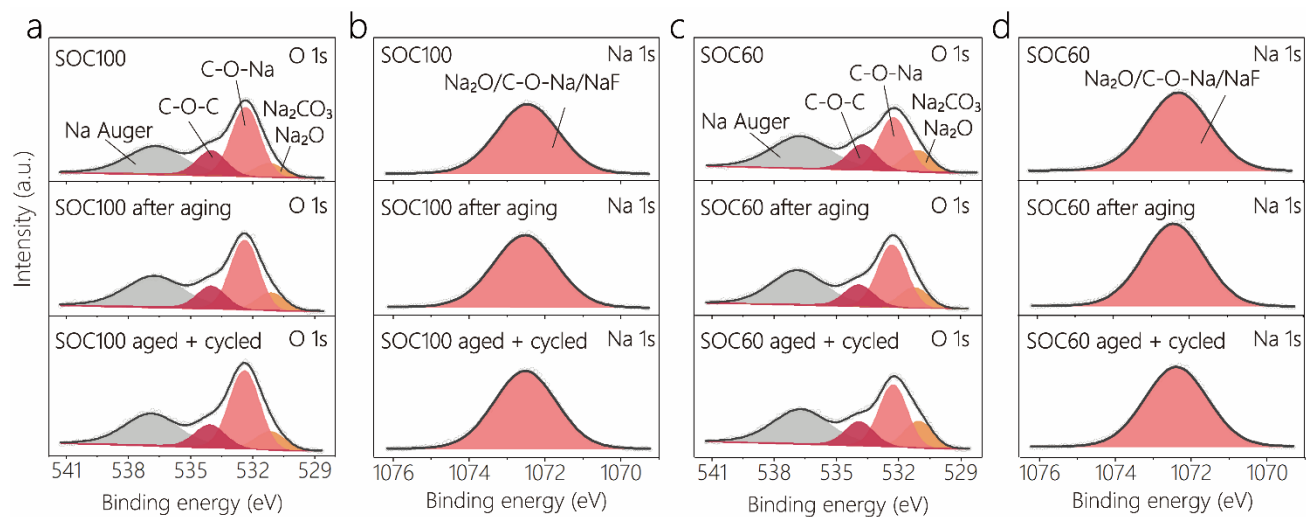 a
SOC100
O 1s
C-O-Na
C-O-C
Na₂CO₃
Na Auger
Na₂O
SOC100 after aging
O 1s
SOC100 aged + cycled
O 1s
541 538 535 532 529
Binding energy (eV)
Intensity (a.u.)
b
SOC100
Na 1s
Na₂O/C-O-Na/NaF
SOC100 after aging
Na 1s
SOC100 aged + cycled
Na 1s
1076 1074 1072 1070
Binding energy (eV)
c
SOC60
O 1s
C-O-Na
C-O-C
Na₂CO₃
Na Auger
Na₂O
SOC60 after aging
O 1s
SOC60 aged + cycled
O 1s
541 538 535 532 529
Binding energy (eV)
d
SOC60
Na 1s
Na₂O/C-O-Na/NaF
SOC60 after aging
Na 1s
SOC60 aged + cycled
Na 1s
1076 1074 1072 1070
Binding energy (eV)